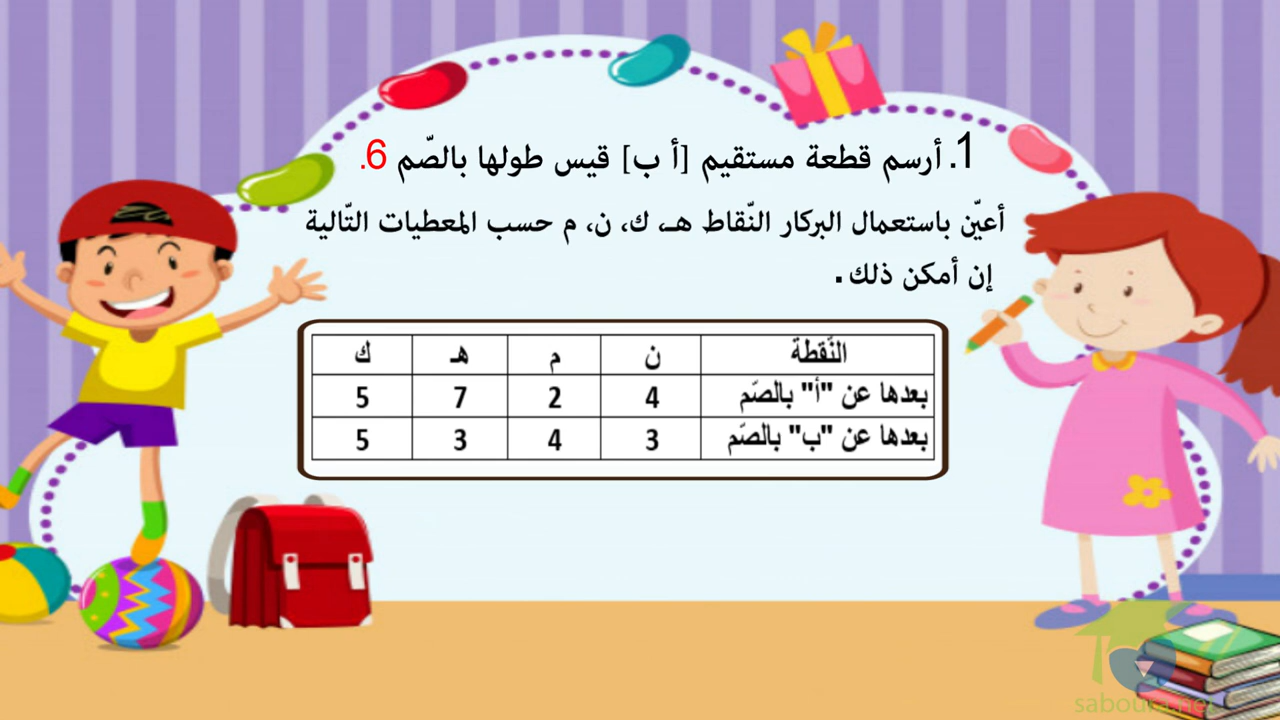 1. أرسم قطعة مستقيم [أ ب] قيس طولها بالصّم 6.
أعيّن باستعمال البركار النّقاط هـ، ك، ن، م حسب المعطيات التّالية
إن أمكن ذلك.
النّقطة ن م هـ ك
بعدها عن "أ" بالصّم 4 2 7 5
بعدها عن "ب" بالصّم 3 4 3 5
saboura.net